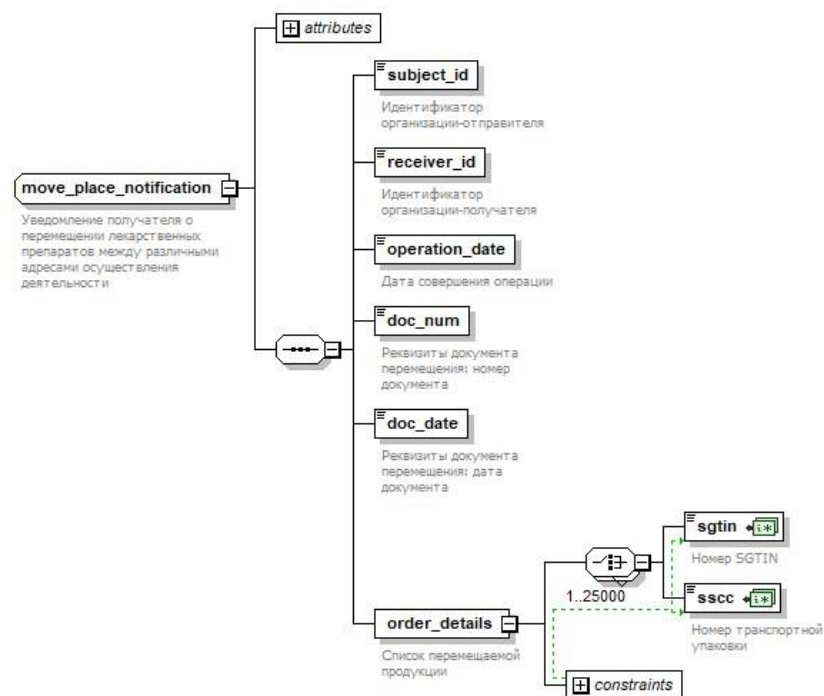 attributes
subject_id
Идентификатор
организации-отправителя
receiver_id
Идентификатор
организации-получателя
move_place_notification
Уведомление получателя о
перемещении лекарственных
препаратов между различными
адресами осуществления
деятельности
operation_date
Дата совершения операции
doc_num
Реквизиты документа
перемещения: номер
документа
doc_date
Реквизиты документа
перемещения: дата
документа
order_details
Список перемещаемой
продукции
1..25000
sgtin
Номер SGTIN
sscc
Номер транспортной
упаковки
constraints